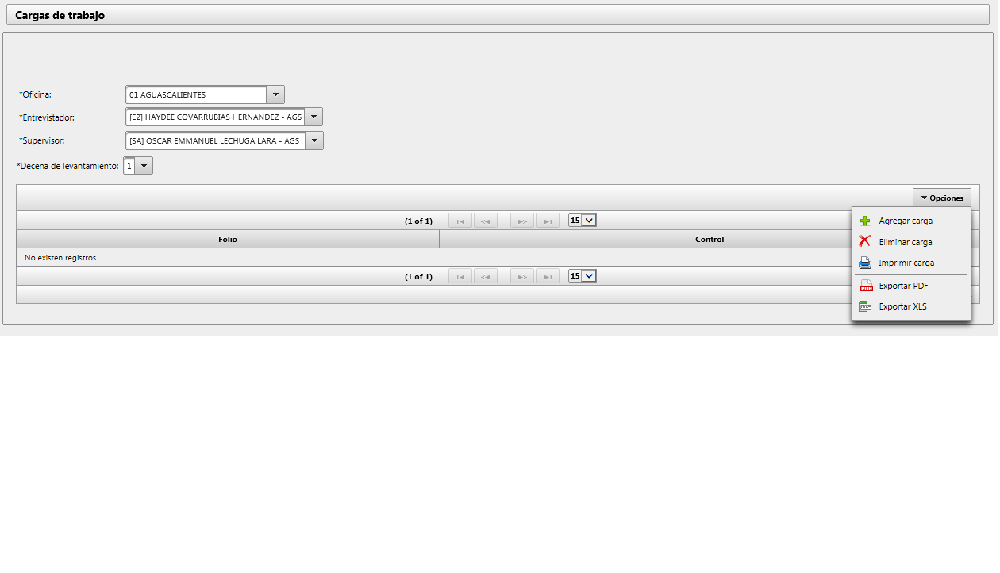 Cargas de trabajo
*Oficina: 01 AGUASCALIENTES
*Entrevistador: [E2] HAYDEE COVARRUBIAS HERNANDEZ - AGS
*Supervisor: [SA] OSCAR EMMANUEL LECHUGA LARA - AGS
*Decena de levantamiento: 1
Opciones
(1 of 1) 15
Agregar carga
Folio Control
Eliminar carga
No existen registros
Imprimir carga
(1 of 1) 15
Exportar PDF
Exportar XLS